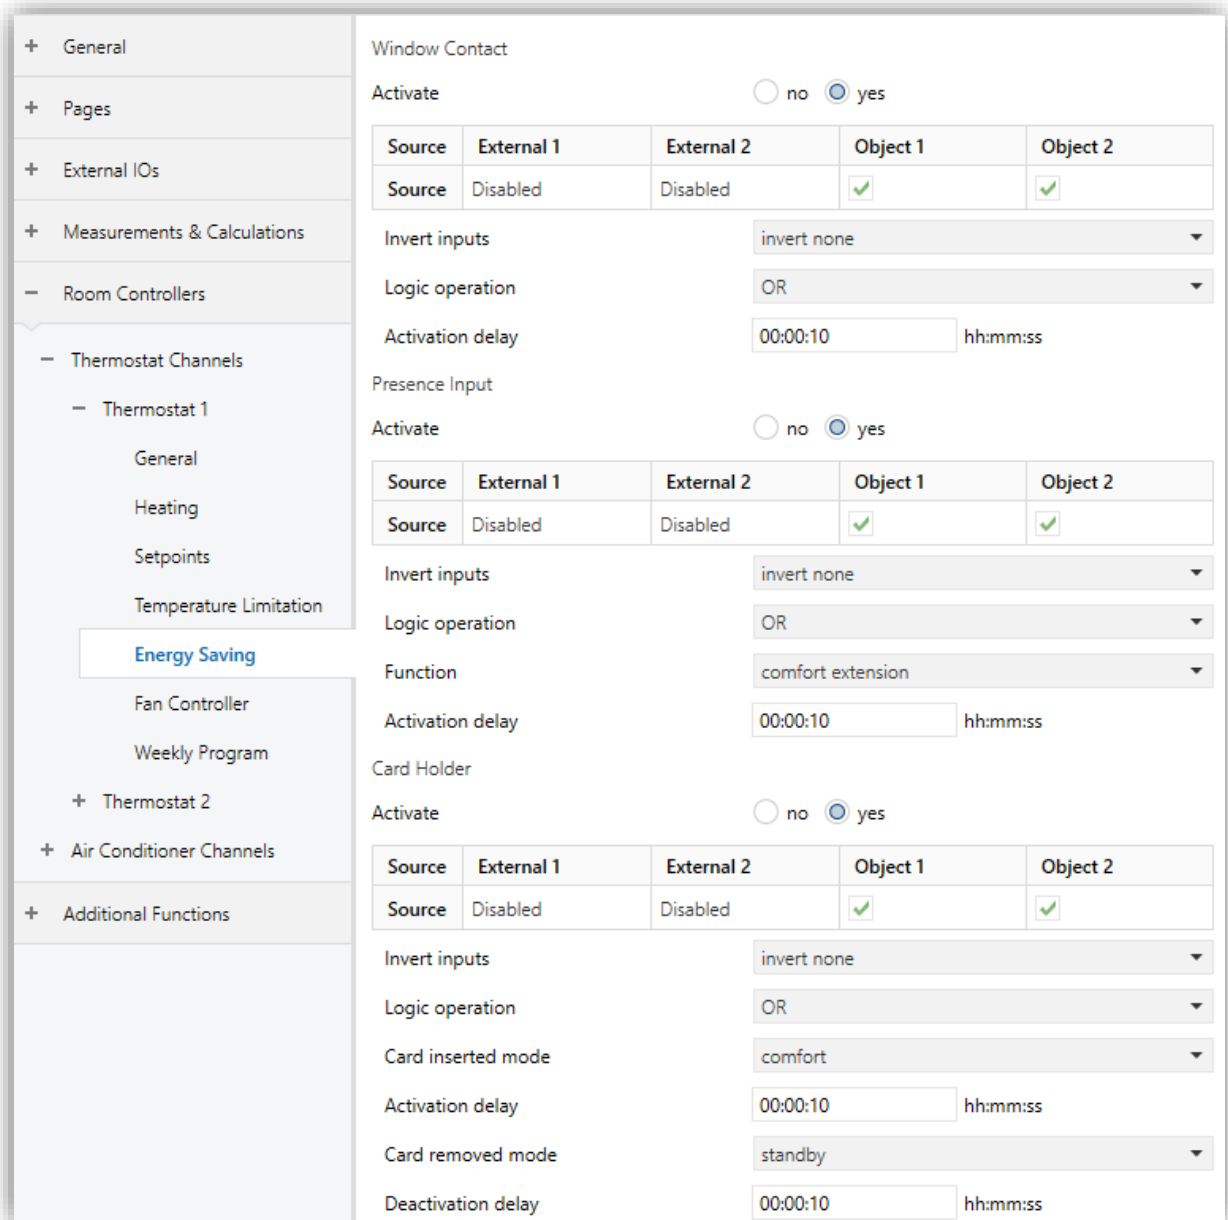 General
Pages
External IOs
Measurements & Calculations
Room Controllers
Thermostat Channels
Thermostat 1
General
Heating
Setpoints
Temperature Limitation
Energy Saving
Fan Controller
Weekly Program
Thermostat 2
Air Conditioner Channels
Additional Functions
Window Contact
Activate no yes
Source External 1 External 2 Object 1 Object 2
Source Disabled Disabled
Invert inputs invert none
Logic operation OR
Activation delay 00:00:10 hh:mm:ss
Presence Input
Activate no yes
Source External 1 External 2 Object 1 Object 2
Source Disabled Disabled
Invert inputs invert none
Logic operation OR
Function comfort extension
Activation delay 00:00:10 hh:mm:ss
Card Holder
Activate no yes
Source External 1 External 2 Object 1 Object 2
Source Disabled Disabled
Invert inputs invert none
Logic operation OR
Card inserted mode comfort
Activation delay 00:00:10 hh:mm:ss
Card removed mode standby
Deactivation delay 00:00:10 hh:mm:ss